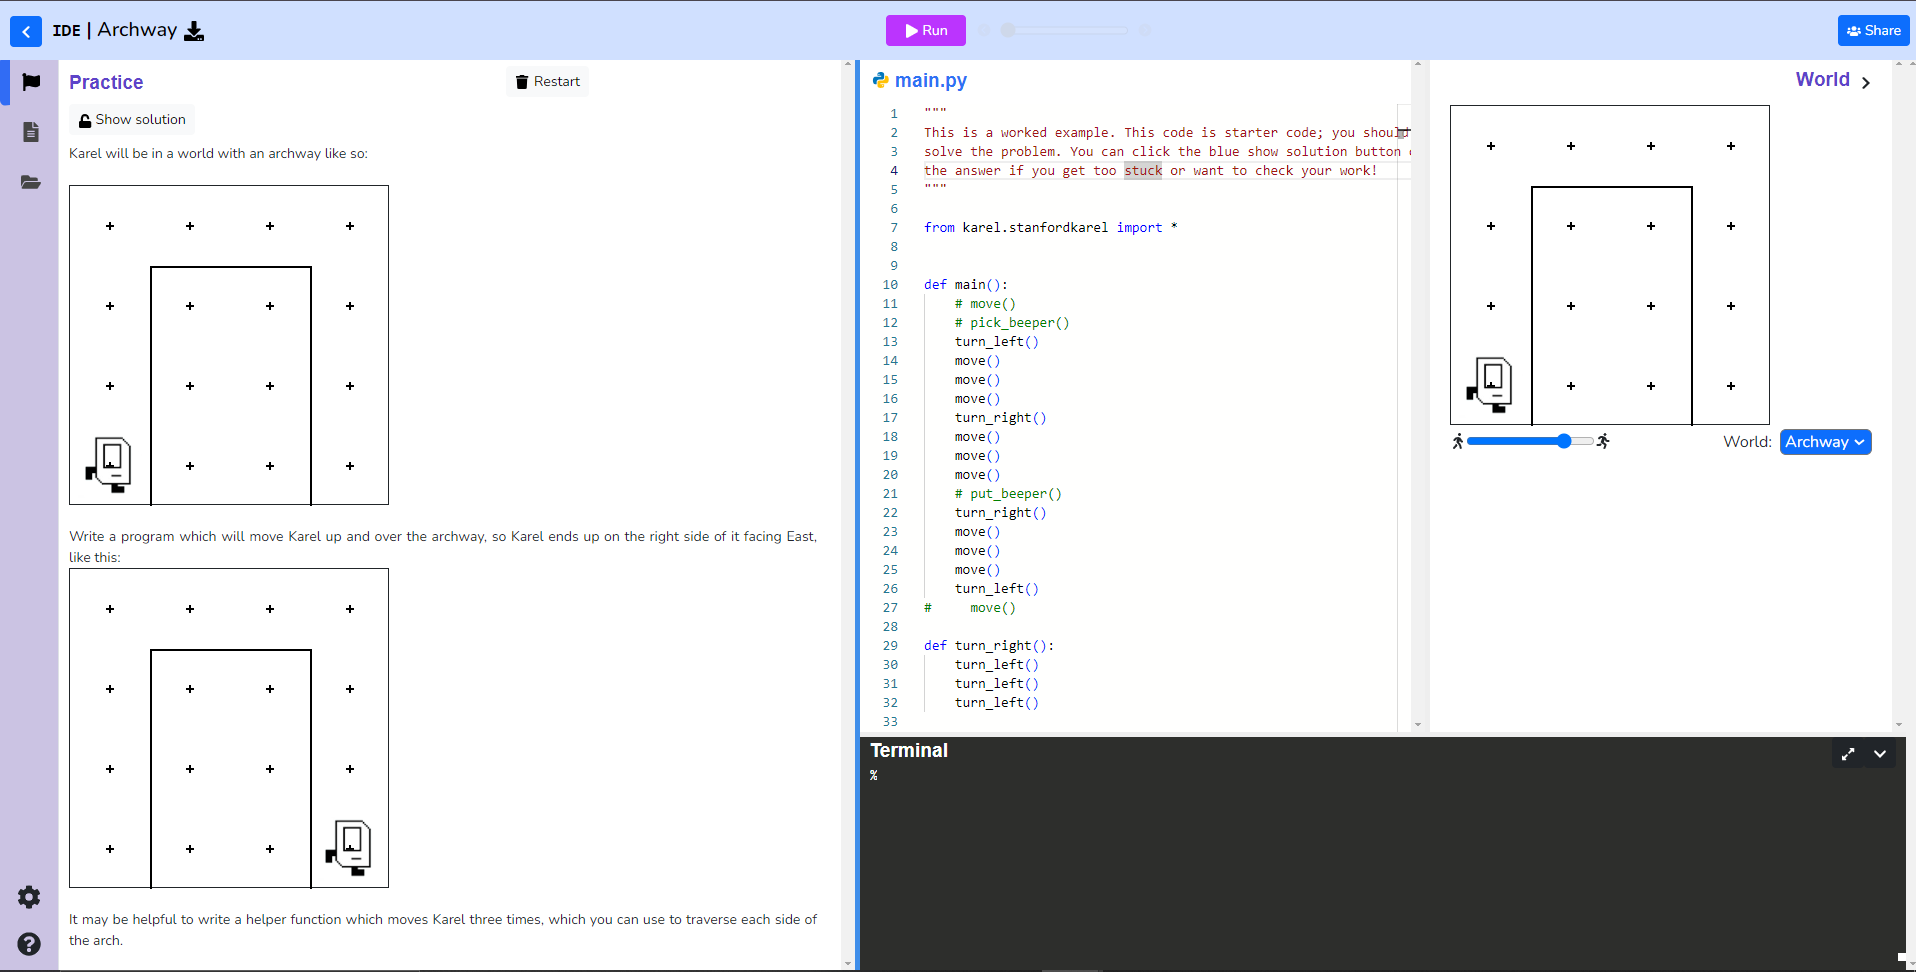 IDE | Archway
Run
Share
Practice
Restart
Show solution
Karel will be in a world with an archway like so:
Write a program which will move Karel up and over the archway, so Karel ends up on the right side of it facing East,
like this:
It may be helpful to write a helper function which moves Karel three times, which you can use to traverse each side of
the arch.
main.py
1 """
2 This is a worked example. This code is starter code; you should
3 solve the problem. You can click the blue show solution button
4 the answer if you get too stuck or want to check your work!
5 """
6
7 from karel.stanfordkarel import *
8
9
10 def main():
11 # move()
12 # pick_beeper()
13 turn_left()
14 move()
15 move()
16 move()
17 turn_right()
18 move()
19 move()
20 move()
21 # put_beeper()
22 turn_right()
23 move()
24 move()
25 move()
26 turn_left()
27 # move()
28
29 def turn_right():
30 turn_left()
31 turn_left()
32 turn_left()
33
World
World: Archway
Terminal
%